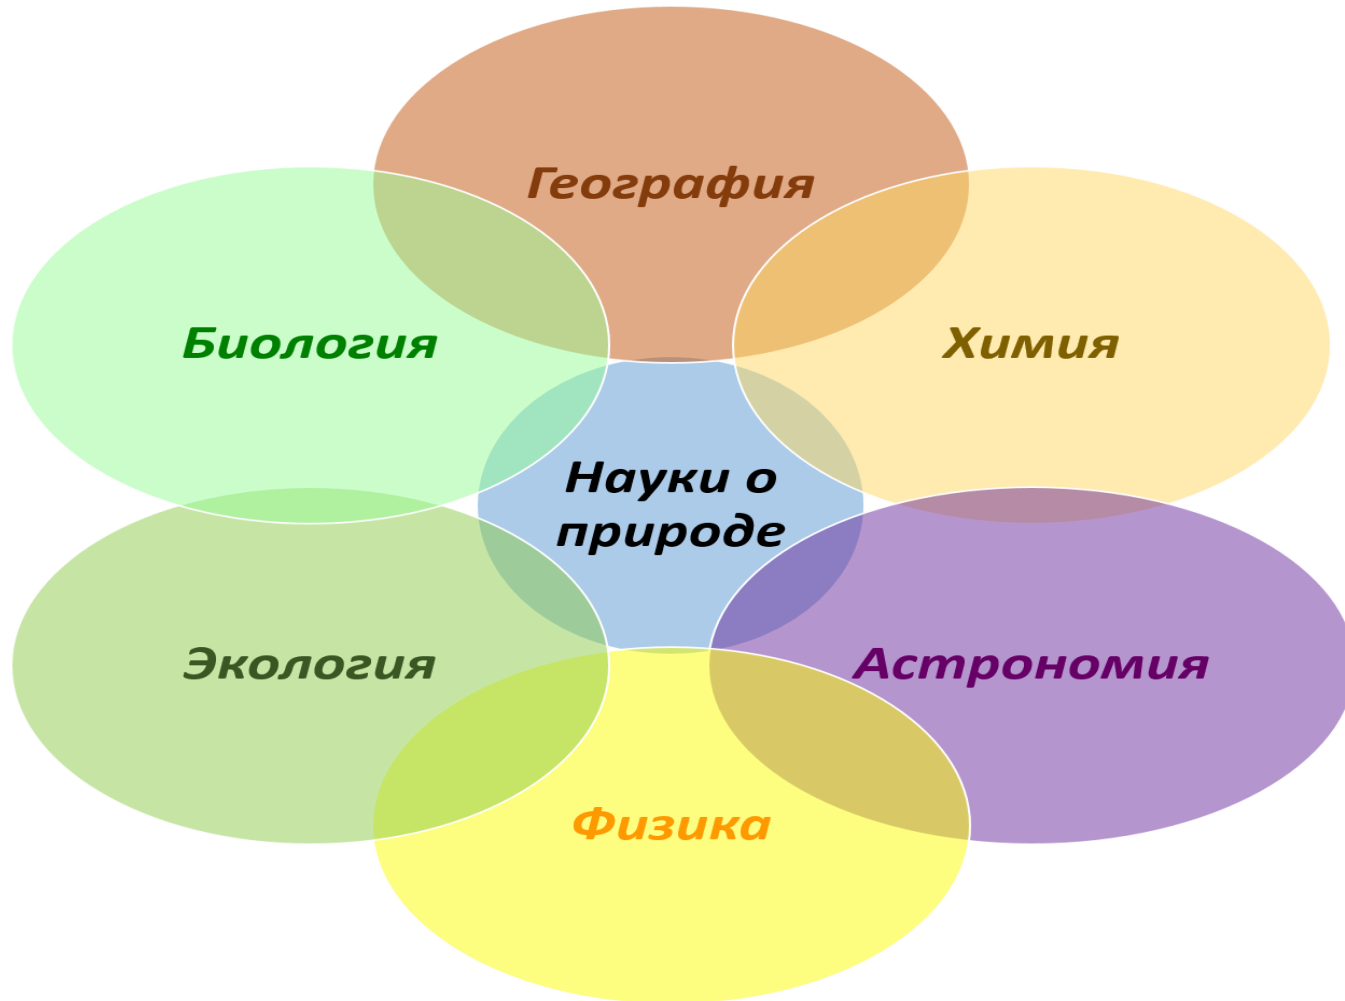 География
Биология
Химия
Науки о
природе
Экология
Астрономия
Физика